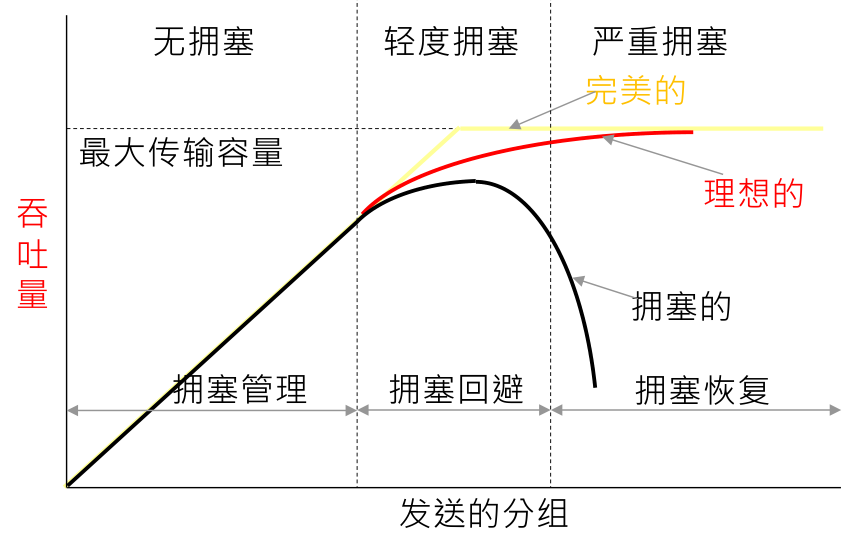 无拥塞
轻度拥塞
严重拥塞
完美的
最大传输容量
理想的
吞吐量
拥塞的
拥塞管理
拥塞回避
拥塞恢复
发送的分组